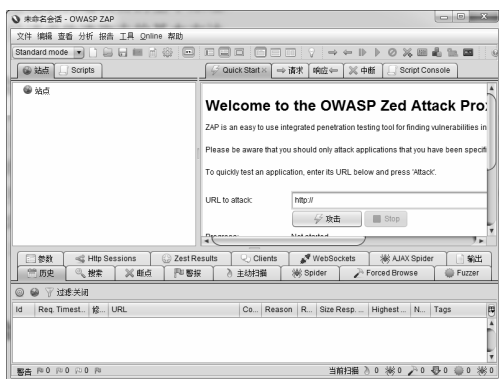 未命名会话 - OWASP ZAP
文件 编辑 查看 分析 报告 工具 Online 帮助
Standard mode
站点 Scripts
Quick Start 请求 响应 中断 Script Console
站点
Welcome to the OWASP Zed Attack Pro
ZAP is an easy to use integrated penetration testing tool for finding vulnerabilities in
Please be aware that you should only attack applications that you have been specifi
To quickly test an application, enter its URL below and press 'Attack'.
URL to attack: http://
攻击 Stop
Progress: Not started
参数 Http Sessions Zest Results Clients WebSockets AJAX Spider 输出
历史 搜索 断点 警报 主动扫描 Spider Forced Browse Fuzzer
过滤:关闭
Id Req. Timest... 修... URL Co... Reason R... Size Resp. ... Highest ... N... Tags
警告 0 0 0 0 当前扫描 0 0 0 0 0 0